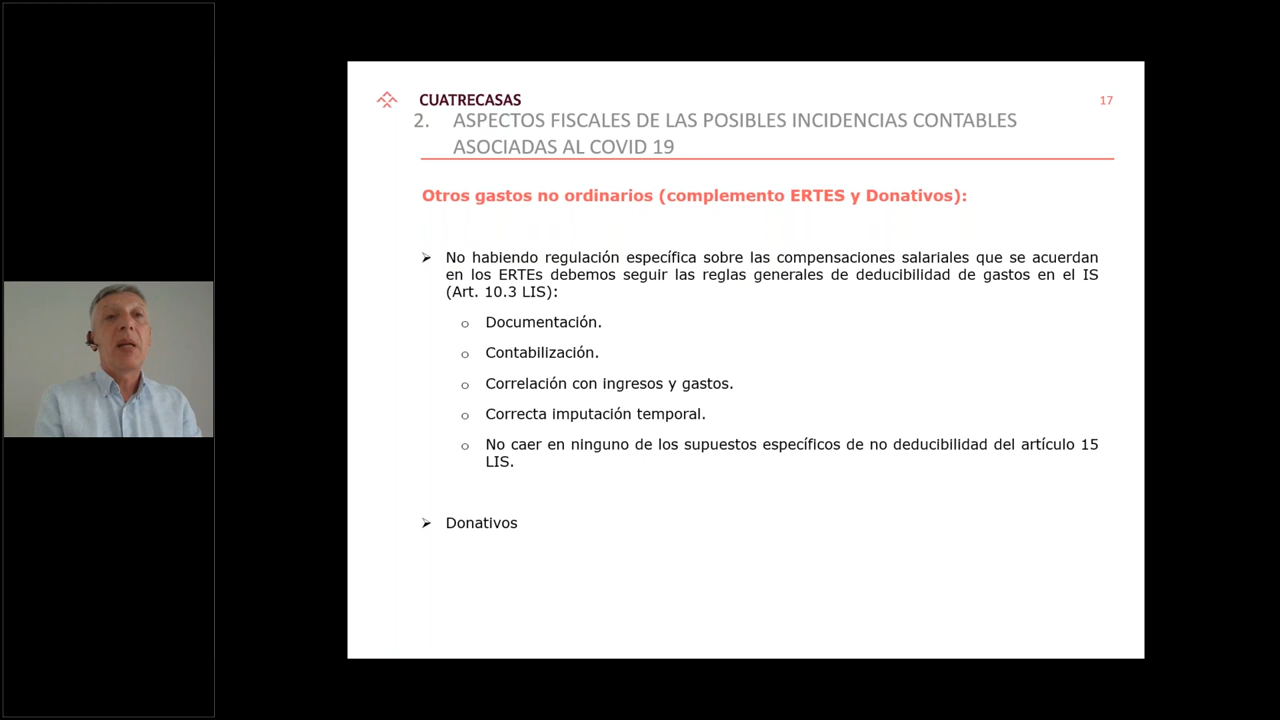 CUATRECASAS
17
2. ASPECTOS FISCALES DE LAS POSIBLES INCIDENCIAS CONTABLES
ASOCIADAS AL COVID 19
Otros gastos no ordinarios (complemento ERTES y Donativos):
➢ No habiendo regulación específica sobre las compensaciones salariales que se acuerdan
en los ERTEs debemos seguir las reglas generales de deducibilidad de gastos en el IS
(Art. 10.3 LIS):
o Documentación.
o Contabilización.
o Correlación con ingresos y gastos.
o Correcta imputación temporal.
o No caer en ninguno de los supuestos específicos de no deducibilidad del artículo 15
LIS.
➢ Donativos